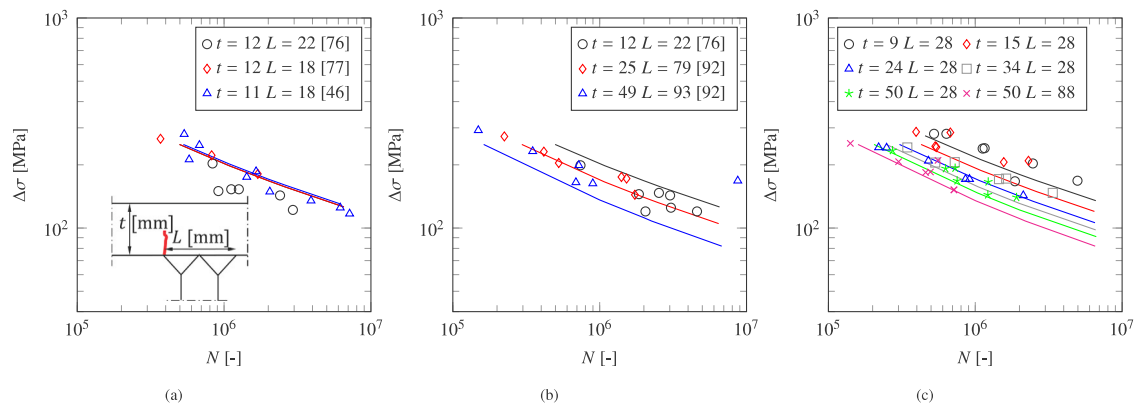 10³
t = 12 L = 22 [76]
t = 12 L = 18 [77]
t = 11 L = 18 [46]
Δσ [MPa]
10²
t [mm]
L [mm]
10⁵ 10⁶ 10⁷
N [-]
(a)
10³
t = 12 L = 22 [76]
t = 25 L = 79 [92]
t = 49 L = 93 [92]
Δσ [MPa]
10²
10⁵ 10⁶ 10⁷
N [-]
(b)
10³
t = 9 L = 28 t = 15 L = 28
t = 24 L = 28 t = 34 L = 28
t = 50 L = 28 t = 50 L = 88
Δσ [MPa]
10²
10⁵ 10⁶ 10⁷
N [-]
(c)